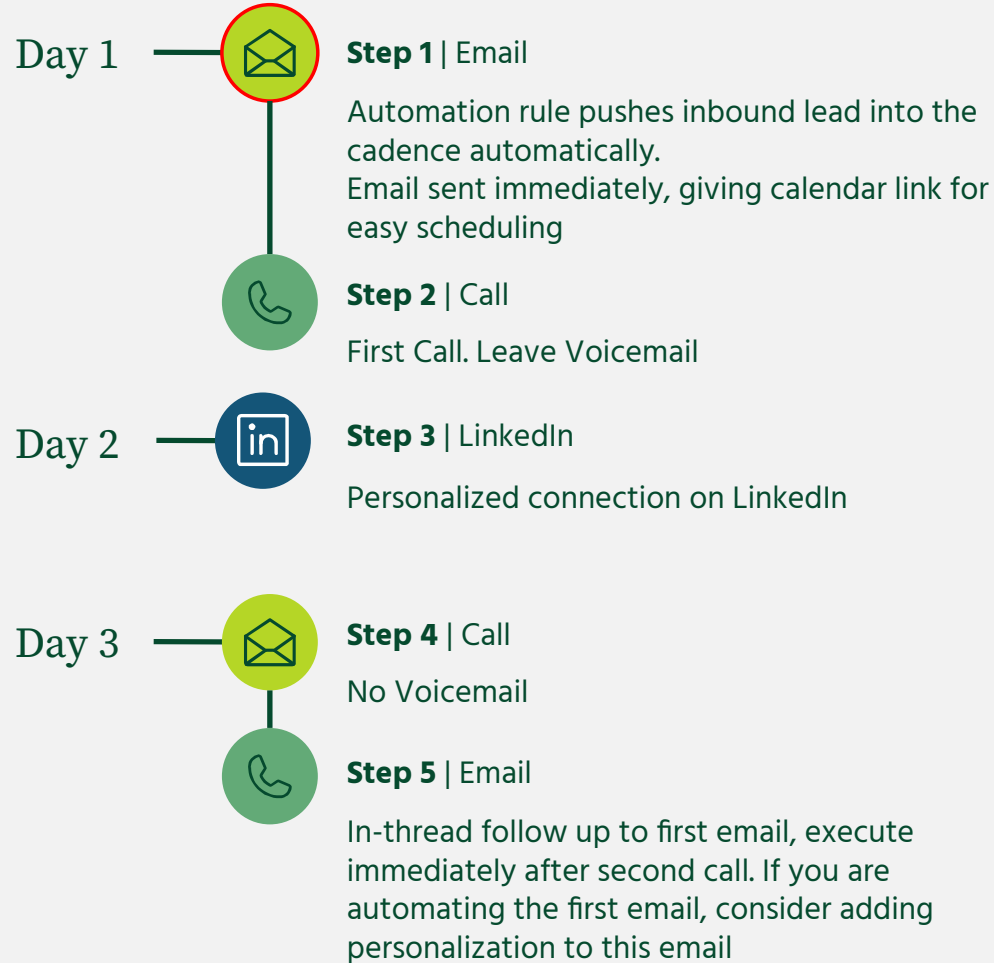 Day 1
Step 1 | Email
Automation rule pushes inbound lead into the
cadence automatically.
Email sent immediately, giving calendar link for
easy scheduling
Step 2 | Call
First Call. Leave Voicemail
Day 2
in
Step 3 | LinkedIn
Personalized connection on LinkedIn
Day 3
Step 4 | Call
No Voicemail
Step 5 | Email
In-thread follow up to first email, execute
immediately after second call. If you are
automating the first email, consider adding
personalization to this email